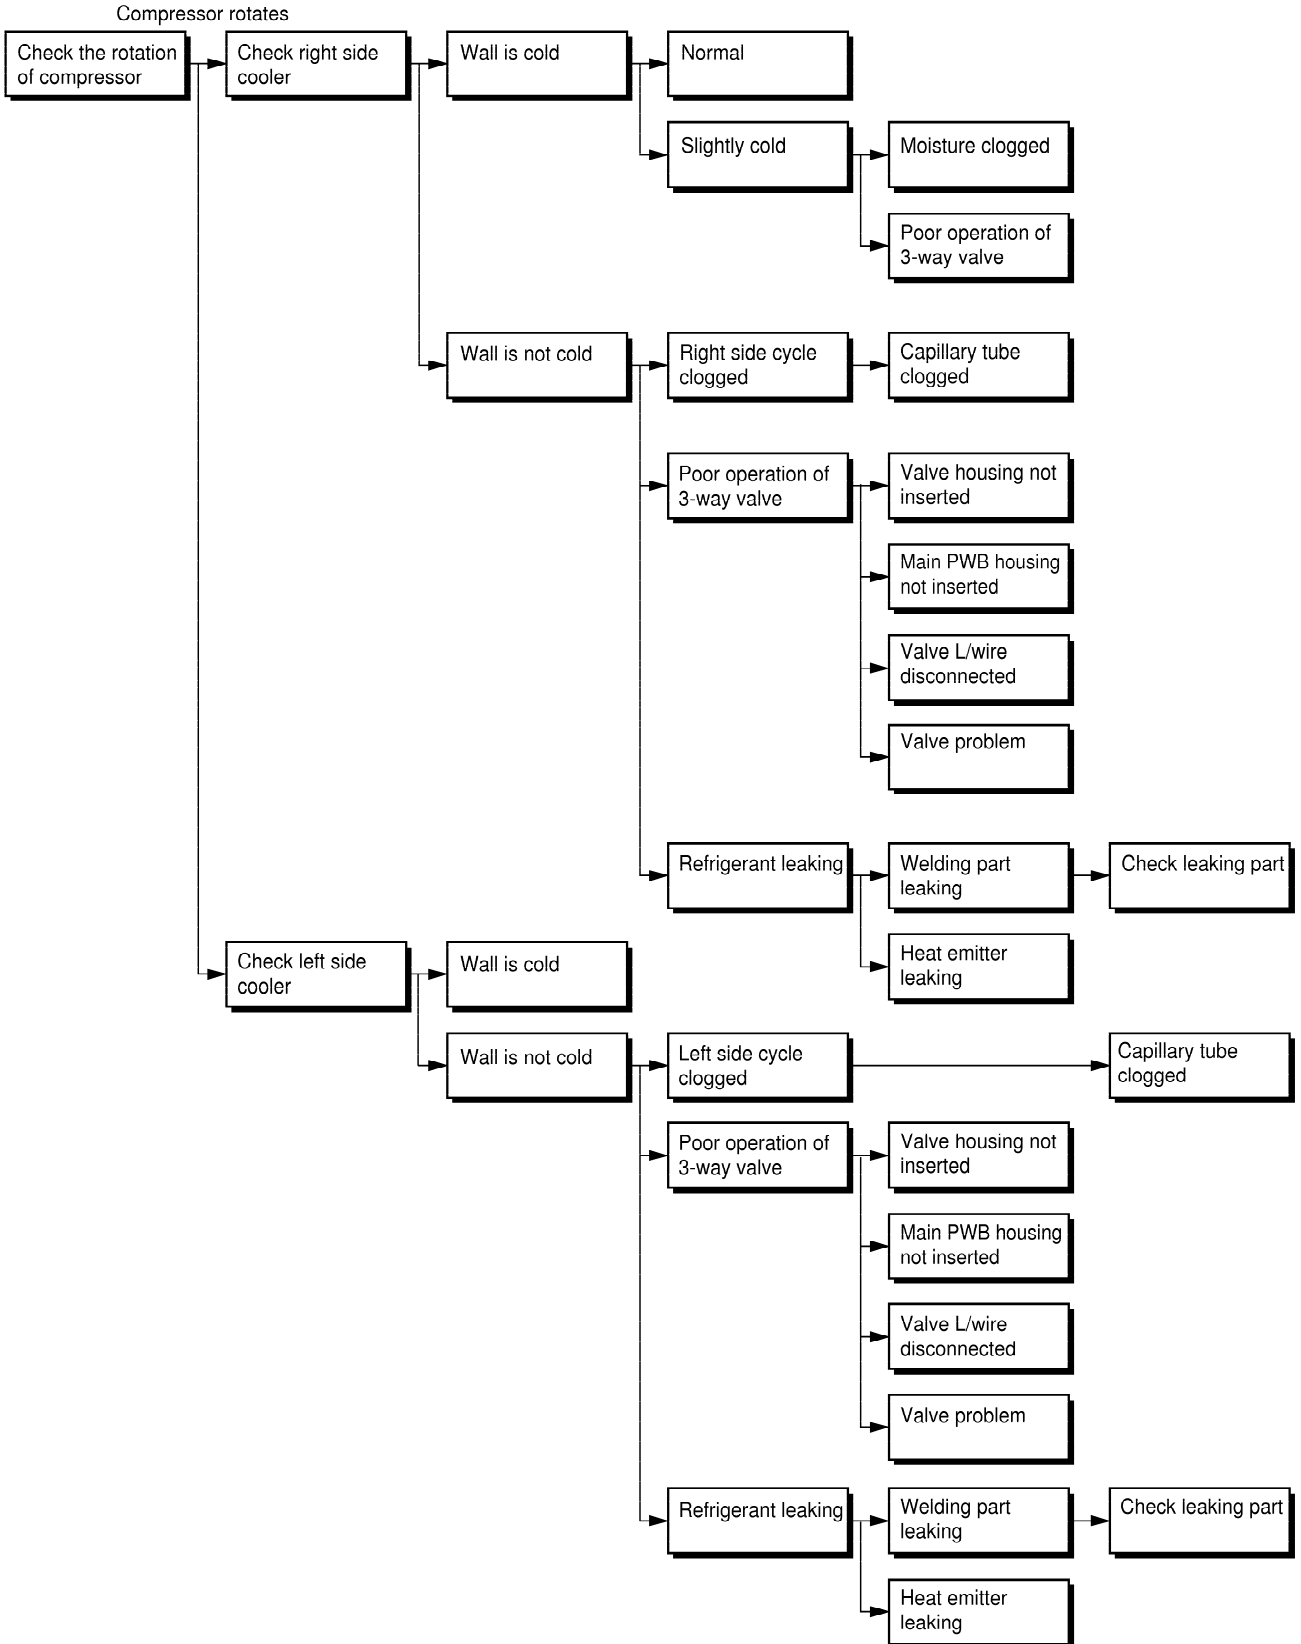 Compressor rotates
Check the rotation
of compressor
Check right side
cooler
Wall is cold
Normal
Slightly cold
Moisture clogged
Poor operation of
3-way valve
Wall is not cold
Right side cycle
clogged
Capillary tube
clogged
Poor operation of
3-way valve
Valve housing not
inserted
Main PWB housing
not inserted
Valve L/wire
disconnected
Valve problem
Refrigerant leaking
Welding part
leaking
Check leaking part
Heat emitter
leaking
Check left side
cooler
Wall is cold
Wall is not cold
Left side cycle
clogged
Capillary tube
clogged
Poor operation of
3-way valve
Valve housing not
inserted
Main PWB housing
not inserted
Valve L/wire
disconnected
Valve problem
Refrigerant leaking
Welding part
leaking
Check leaking part
Heat emitter
leaking